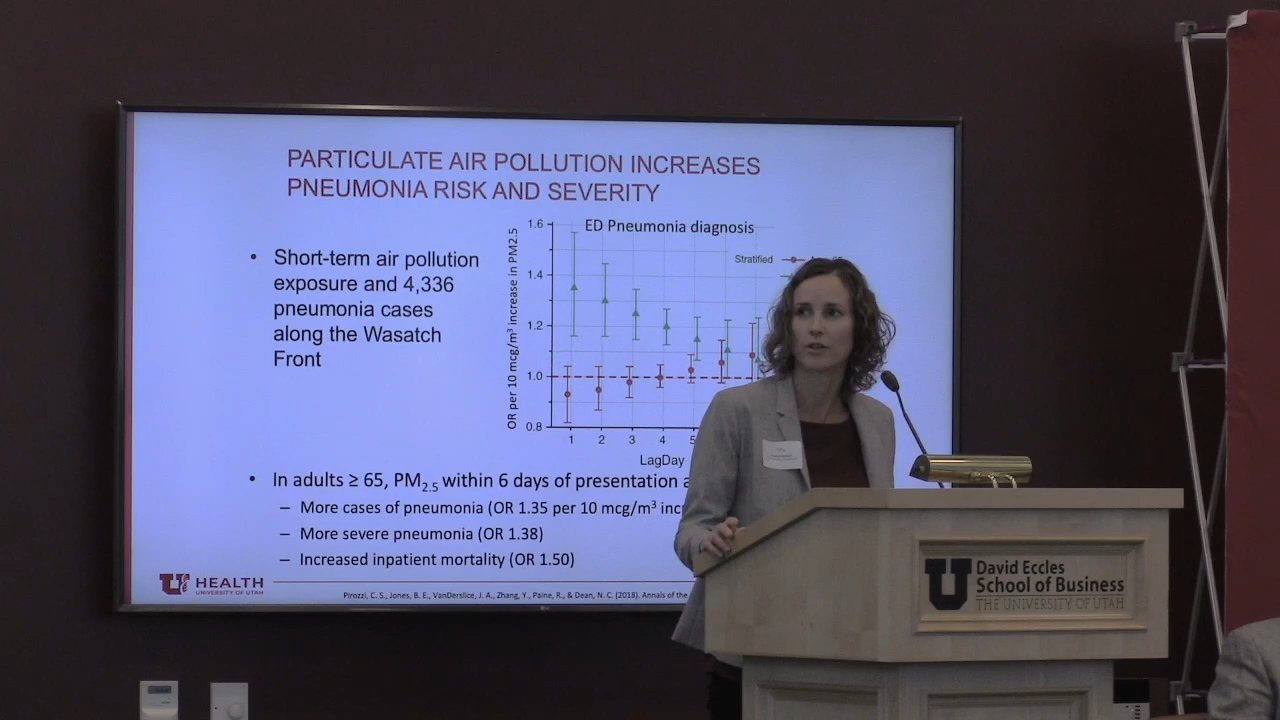 PARTICULATE AIR POLLUTION INCREASES
PNEUMONIA RISK AND SEVERITY
• Short-term air pollution
exposure and 4,336
pneumonia cases
along the Wasatch
Front
ED Pneumonia diagnosis
Stratified
OR per 10 mcg/m³ increase in PM2.5
1.6
1.4
1.2
1.0
0.8
1 2 3 4 5
LagDay
• In adults ≥ 65, PM2.5 within 6 days of presentation
– More cases of pneumonia (OR 1.35 per 10 mcg/m³
– More severe pneumonia (OR 1.38)
– Increased inpatient mortality (OR 1.50)
U HEALTH
UNIVERSITY OF UTAH
Pirozzi, C. S., Jones, B. E., VanDerslice, J. A., Zhang, Y., Paine, R., & Dean, N. C. (2018). Annals of the
U David Eccles
School of Business
THE UNIVERSITY OF UTAH